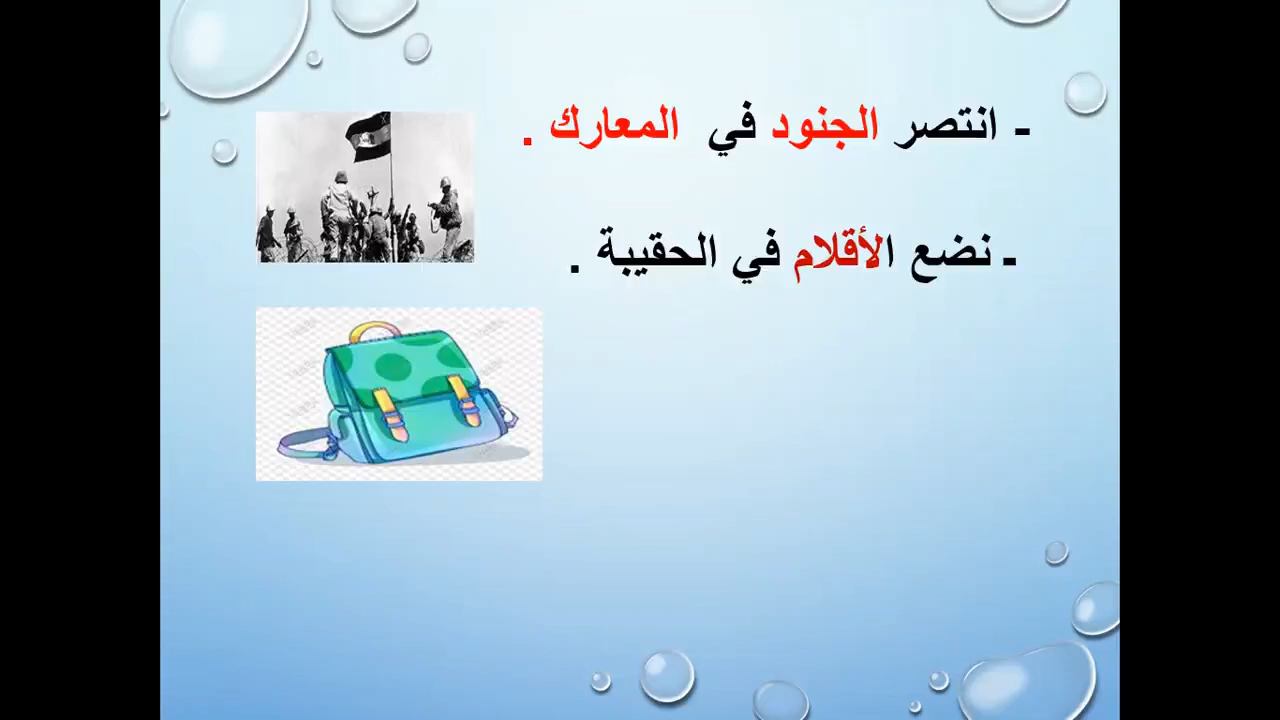 - انتصر الجنود في المعارك .
- نضع الأقلام في الحقيبة .